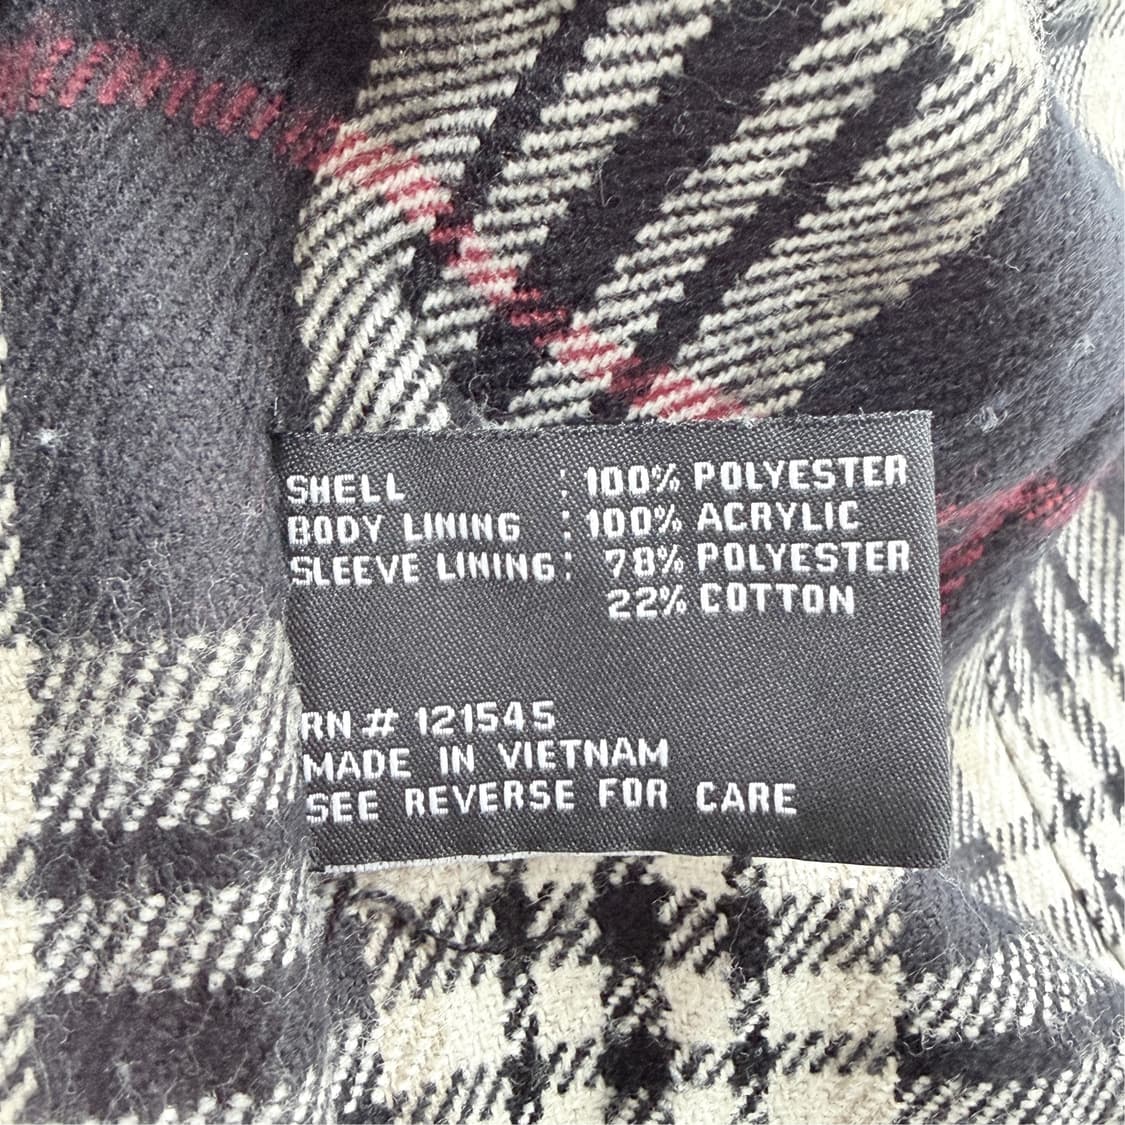 SHELL : 100% POLYESTER
BODY LINING : 100% ACRYLIC
SLEEVE LINING: 78% POLYESTER
22% COTTON
RN # 121545
MADE IN VIETNAM
SEE REVERSE FOR CARE